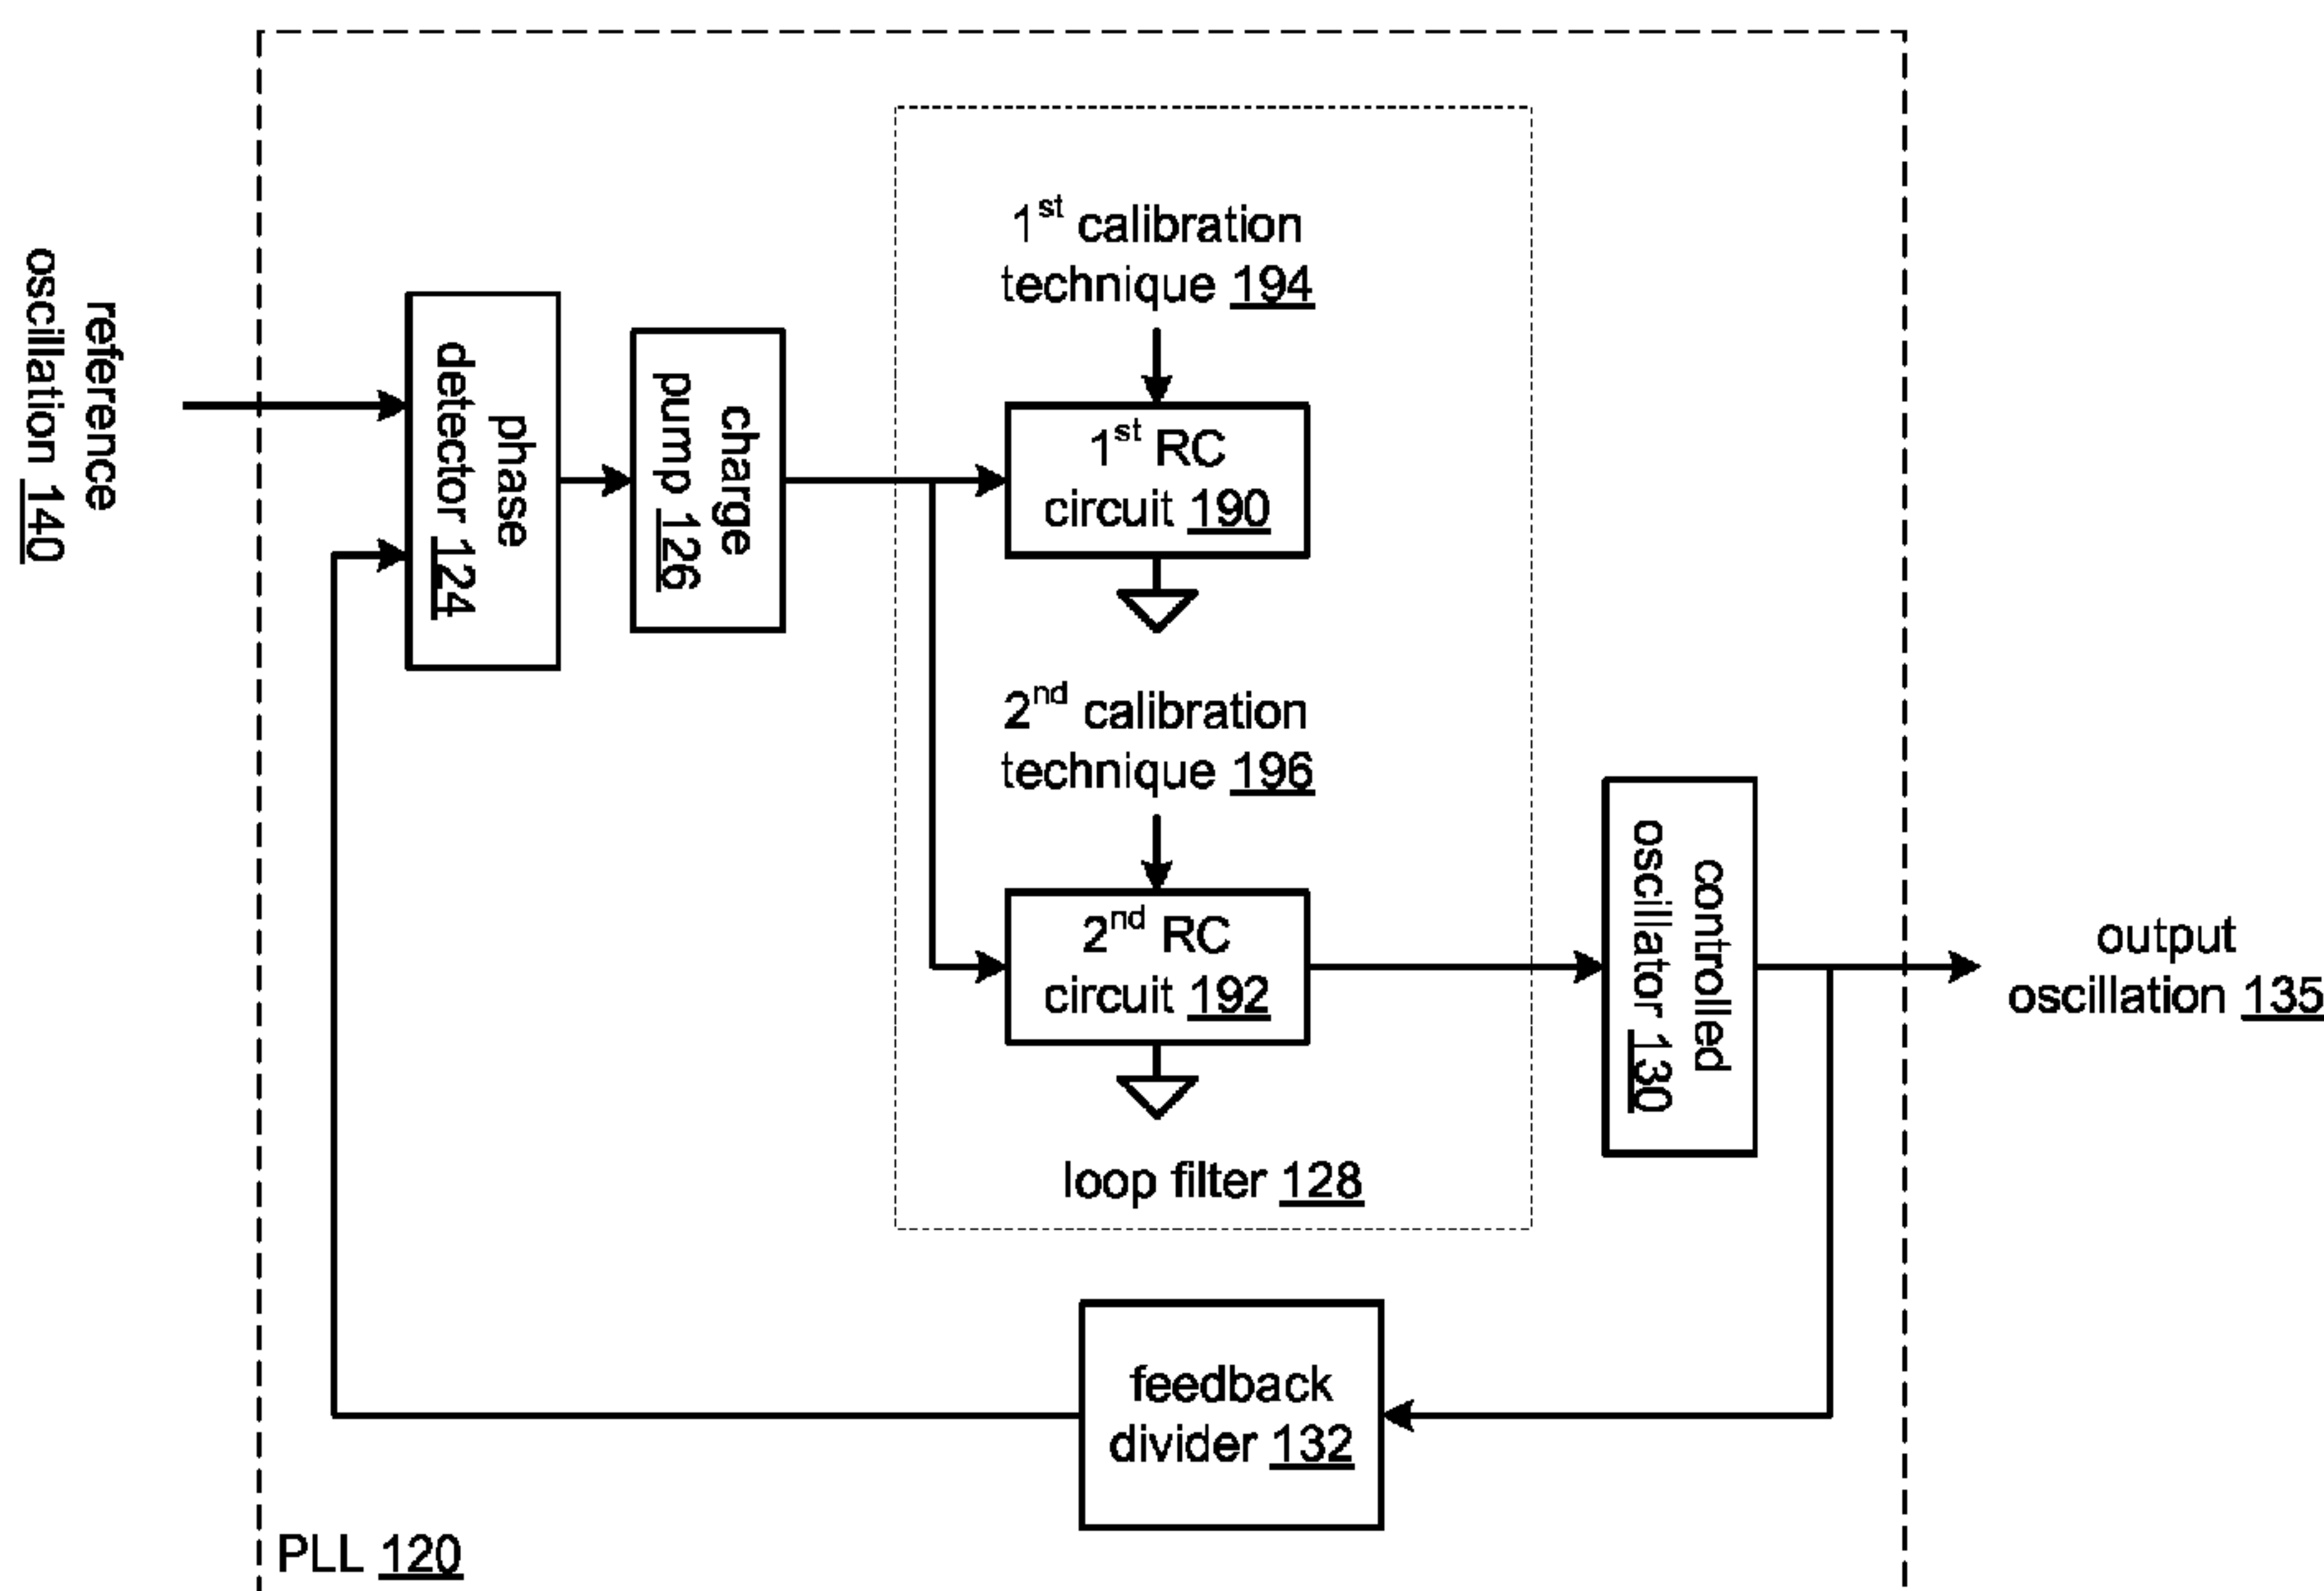 reference
oscillation 140
phase
detector 124
charge
pump 126
1st calibration
technique 194
1st RC
circuit 190
2nd calibration
technique 196
2nd RC
circuit 192
loop filter 128
controlled
oscillator 130
output
oscillation 135
feedback
divider 132
PLL 120